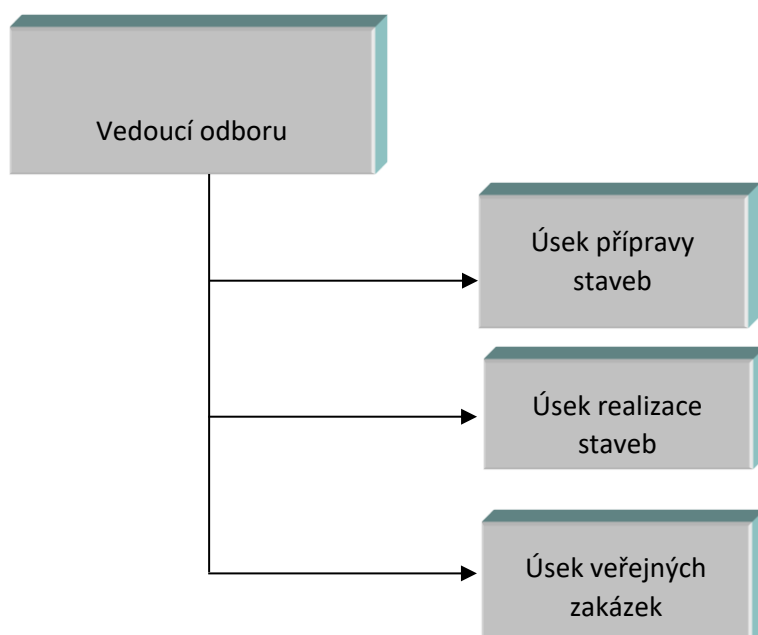 Vedoucí odboru
Úsek přípravy
staveb
Úsek realizace
staveb
Úsek veřejných
zakázek